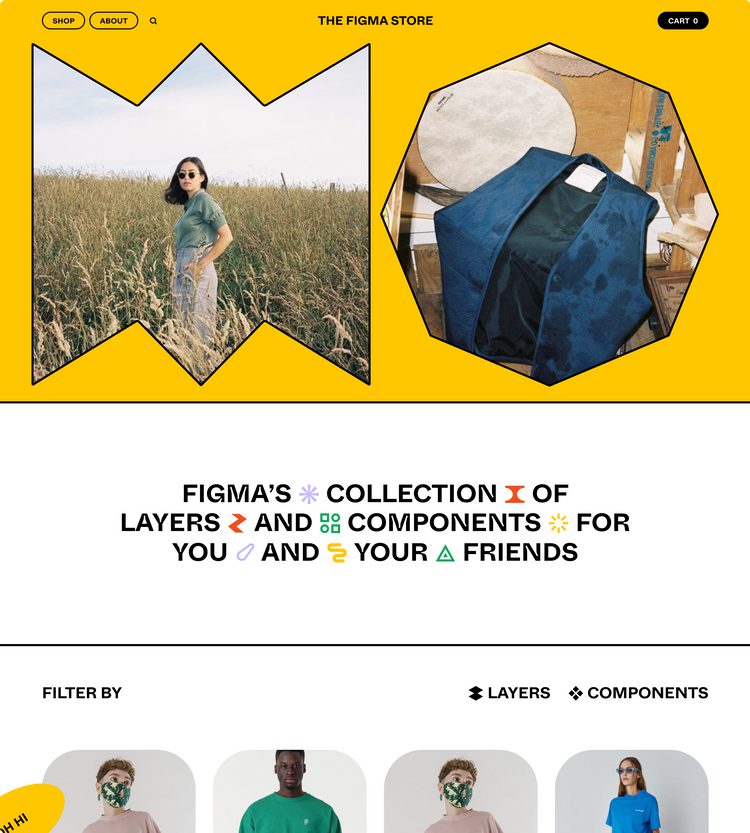 SHOP ABOUT THE FIGMA STORE CART 0
FIGMA’S COLLECTION OF
LAYERS AND COMPONENTS FOR
YOU AND YOUR FRIENDS
FILTER BY LAYERS COMPONENTS
OH HI